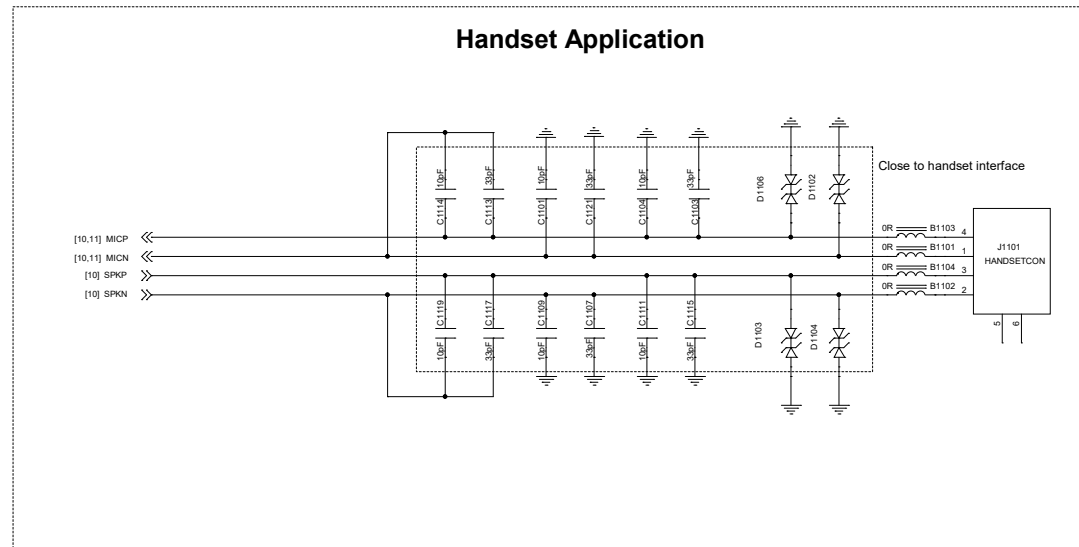 Handset Application
Close to handset interface
10pF
33pF
10pF
33pF
10pF
33pF
C1114
C1113
C1101
C1121
C1104
C1103
D1106
D1102
[10,11] MICP
[10,11] MICN
[10] SPKP
[10] SPKN
0R B1103 4
0R B1101 1
0R B1104 3
0R B1102 2
J1101
HANDSETCON
5
6
C1119
C1117
C1109
C1107
C1111
C1115
10pF
33pF
10pF
33pF
10pF
33pF
D1103
D1104